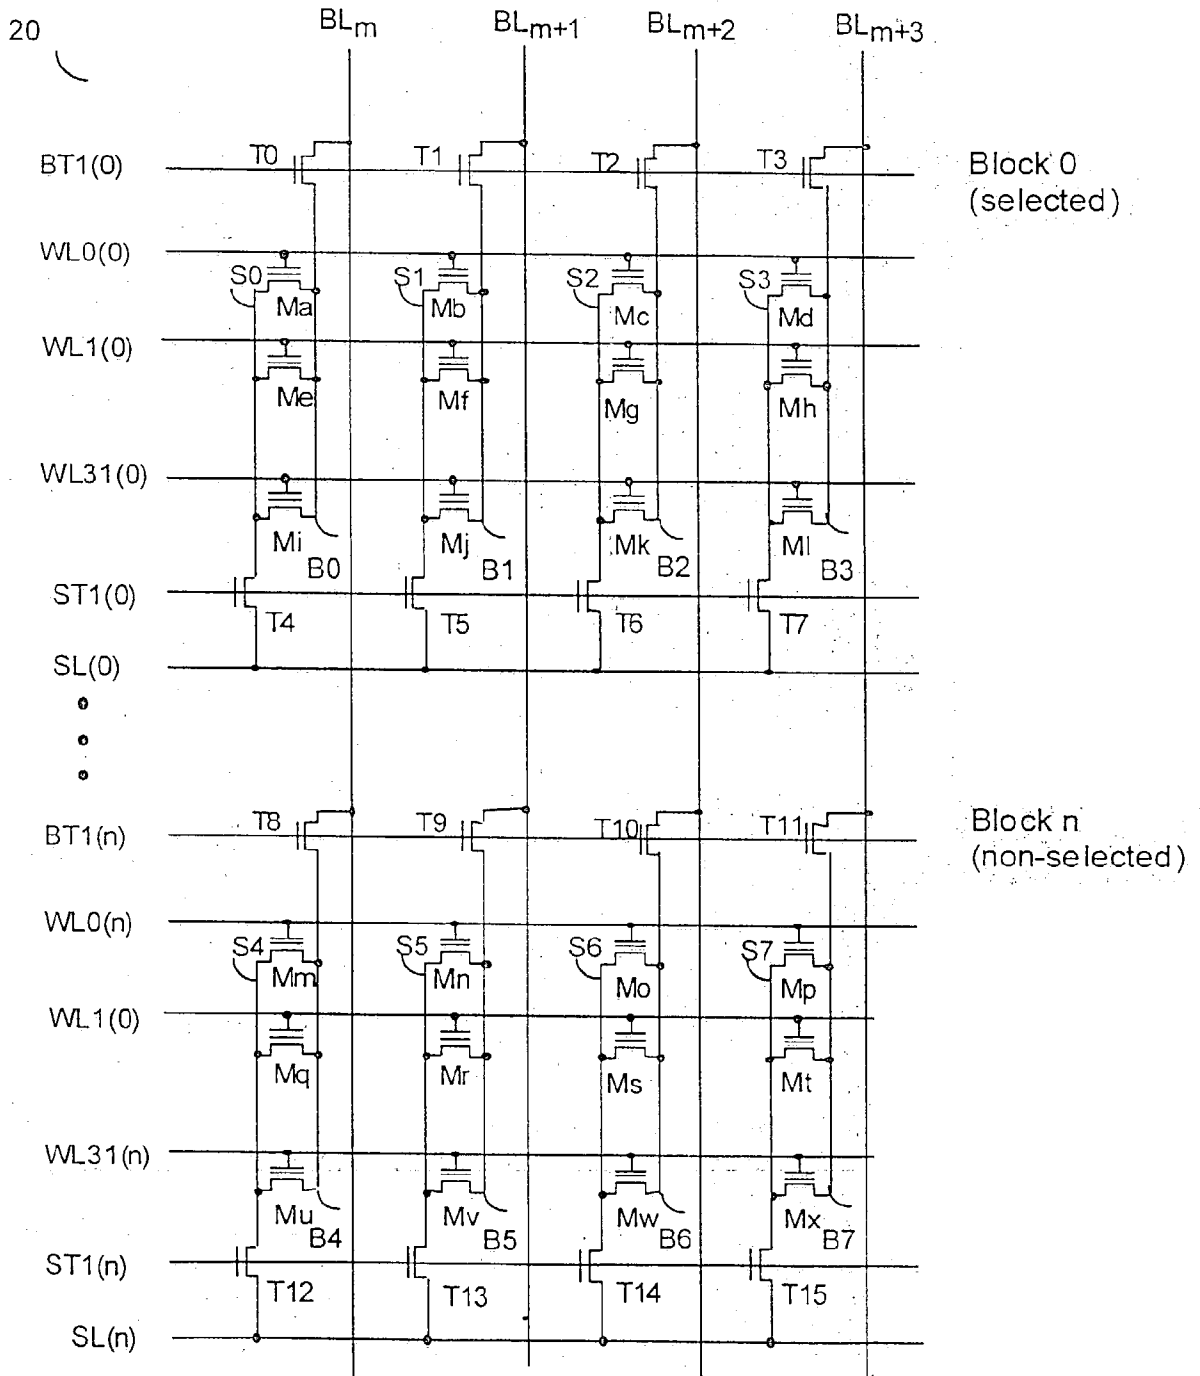 20
BLm BLm+1 BLm+2 BLm+3
BT1(0) T0 T1 T2 T3 Block 0
(selected)
WL0(0)
S0 S1 S2 S3
Ma Mb Mc Md
WL1(0)
Me Mf Mg Mh
WL31(0)
Mi Mj Mk Ml
B0 B1 B2 B3
ST1(0)
T4 T5 T6 T7
SL(0)
BT1(n) T8 T9 T10 T11 Block n
(non-selected)
WL0(n)
S4 S5 S6 S7
Mm Mn Mo Mp
WL1(0)
Mq Mr Ms Mt
WL31(n)
Mu Mv Mw Mx
B4 B5 B6 B7
ST1(n)
T12 T13 T14 T15
SL(n)